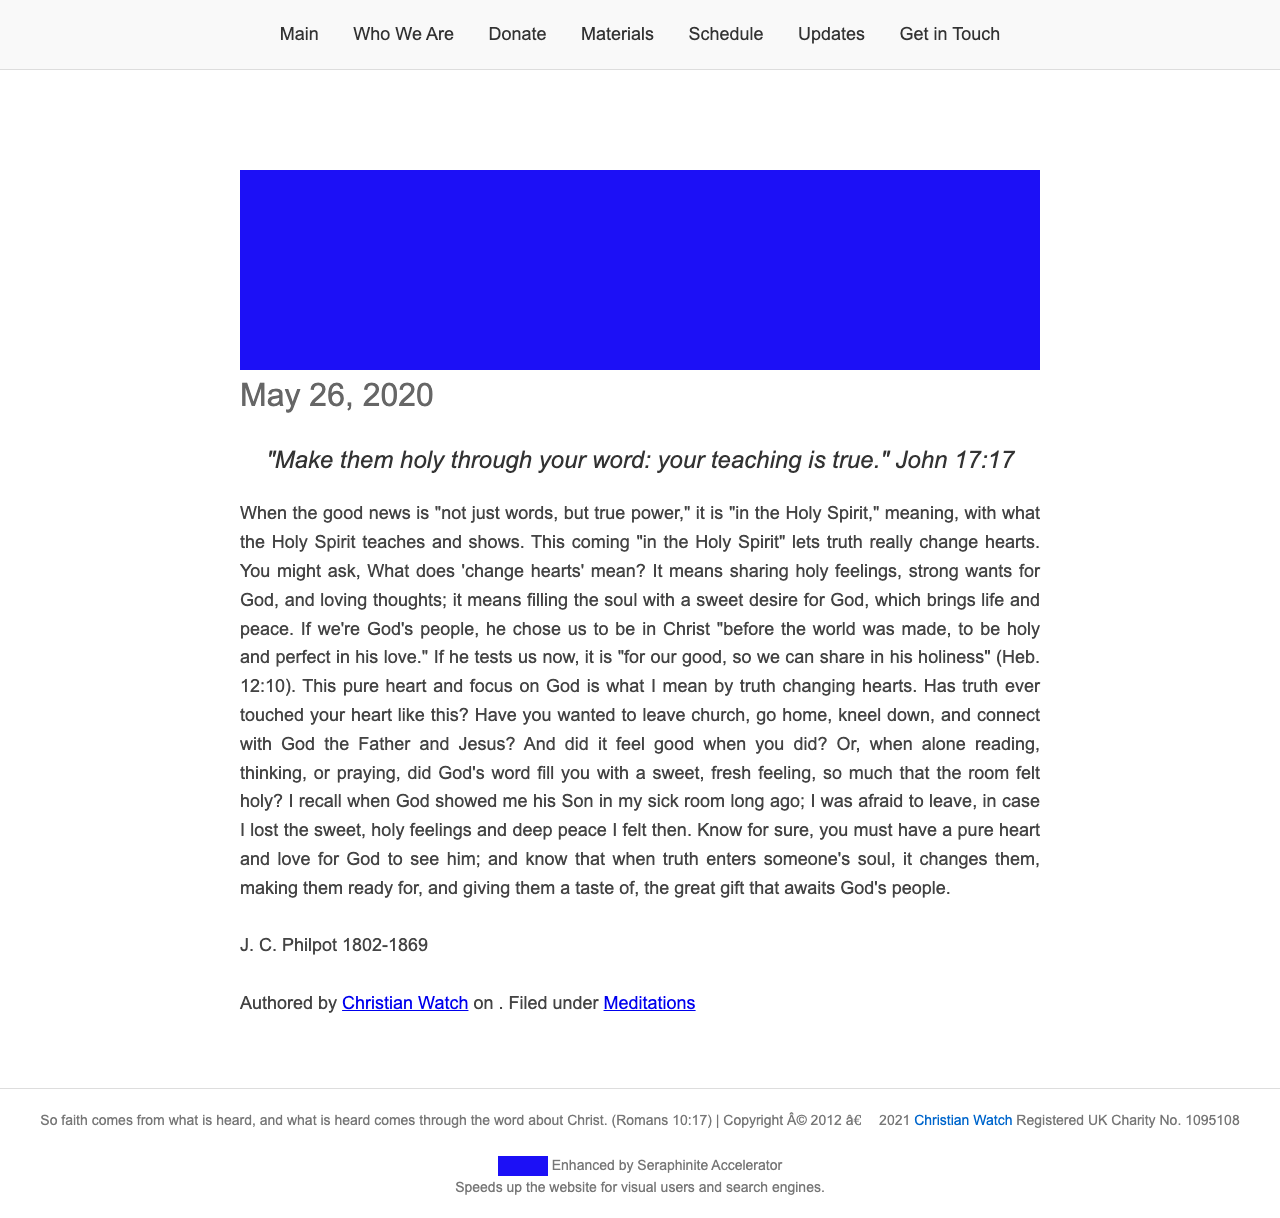 Main Who We Are Donate Materials Schedule Updates Get in Touch
May 26, 2020
"Make them holy through your word: your teaching is true." John 17:17
When the good news is "not just words, but true power," it is "in the Holy Spirit," meaning, with what
the Holy Spirit teaches and shows. This coming "in the Holy Spirit" lets truth really change hearts.
You might ask, What does 'change hearts' mean? It means sharing holy feelings, strong wants for
God, and loving thoughts; it means filling the soul with a sweet desire for God, which brings life and
peace. If we're God's people, he chose us to be in Christ "before the world was made, to be holy
and perfect in his love." If he tests us now, it is "for our good, so we can share in his holiness" (Heb.
12:10). This pure heart and focus on God is what I mean by truth changing hearts. Has truth ever
touched your heart like this? Have you wanted to leave church, go home, kneel down, and connect
with God the Father and Jesus? And did it feel good when you did? Or, when alone reading,
thinking, or praying, did God's word fill you with a sweet, fresh feeling, so much that the room felt
holy? I recall when God showed me his Son in my sick room long ago; I was afraid to leave, in case
I lost the sweet, holy feelings and deep peace I felt then. Know for sure, you must have a pure heart
and love for God to see him; and know that when truth enters someone's soul, it changes them,
making them ready for, and giving them a taste of, the great gift that awaits God's people.
J. C. Philpot 1802-1869
Authored by Christian Watch on . Filed under Meditations
So faith comes from what is heard, and what is heard comes through the word about Christ. (Romans 10:17) | Copyright Â© 2012 â€ 2021 Christian Watch Registered UK Charity No. 1095108
Enhanced by Seraphinite Accelerator
Speeds up the website for visual users and search engines.